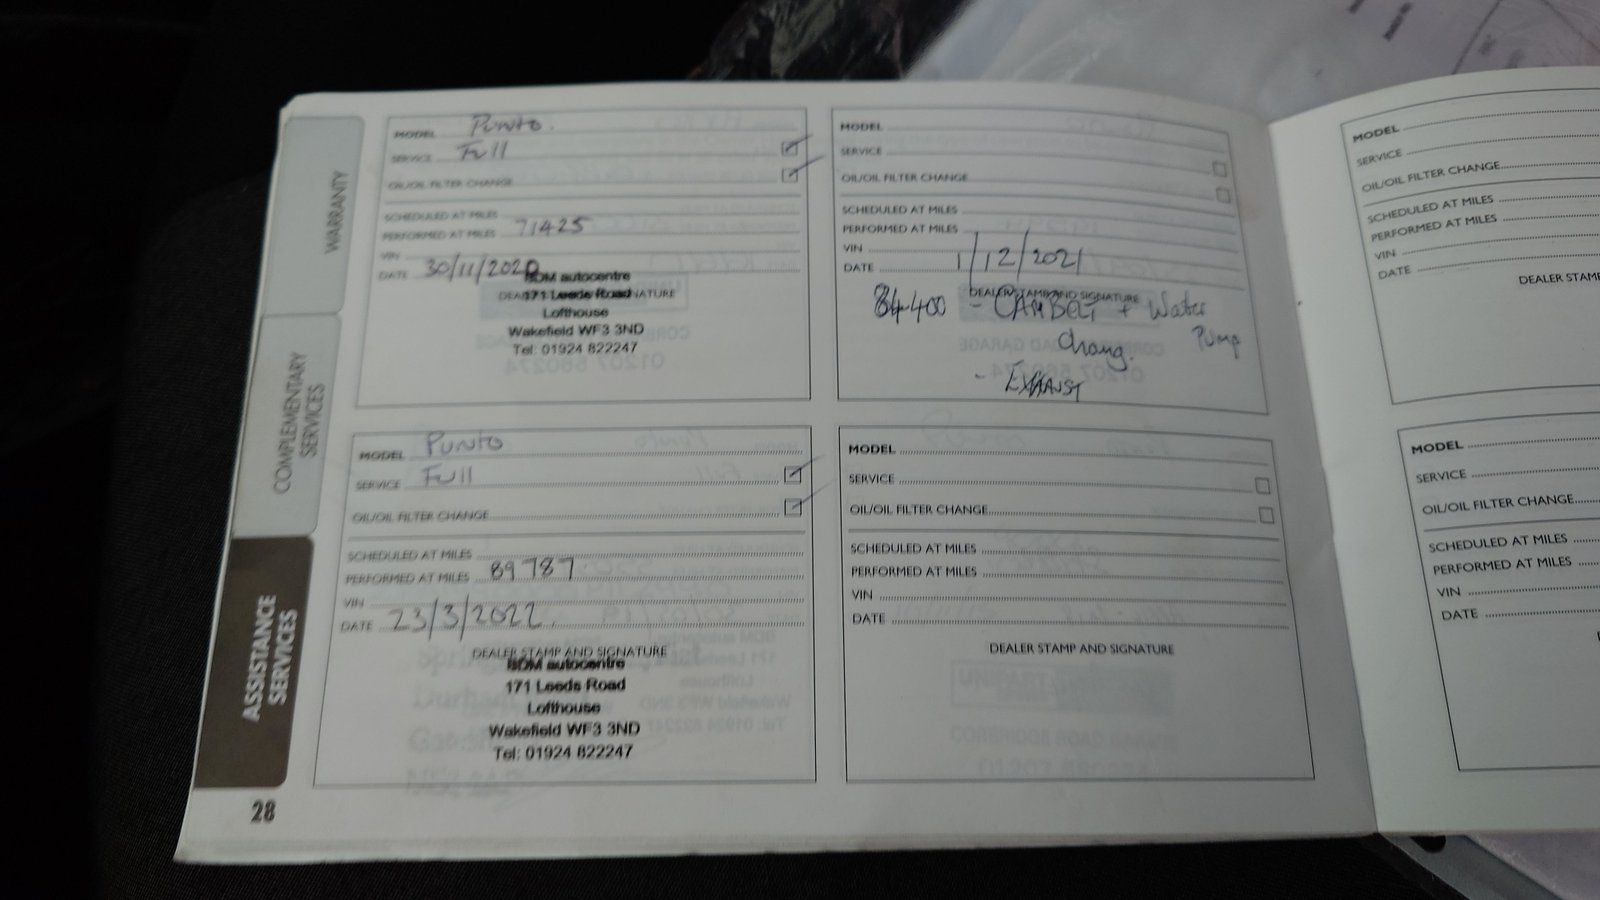 WARRANTY
COMPLEMENTARY
SERVICES
ASSISTANCE
SERVICES
28
MODEL Punto.
SERVICE Full
OIL/OIL FILTER CHANGE
SCHEDULED AT MILES
PERFORMED AT MILES 71425
VIN
DATE 30/11/2020
DEALER STAMP AND SIGNATURE
BDM autocentre
171 Leeds Road
Lofthouse
Wakefield WF3 3ND
Tel: 01924 822247
MODEL
SERVICE
OIL/OIL FILTER CHANGE
SCHEDULED AT MILES
PERFORMED AT MILES
VIN
DATE 1/12/2021
DEALER STAMP AND SIGNATURE
84400 - CAMBELT + Water
Pump
Chang.
- EXHAUST
MODEL Punto
SERVICE Full
OIL/OIL FILTER CHANGE
SCHEDULED AT MILES
PERFORMED AT MILES 89787
VIN
DATE 23/3/2022.
DEALER STAMP AND SIGNATURE
BDM autocentre
171 Leeds Road
Lofthouse
Wakefield WF3 3ND
Tel: 01924 822247
MODEL
SERVICE
OIL/OIL FILTER CHANGE
SCHEDULED AT MILES
PERFORMED AT MILES
VIN
DATE
DEALER STAMP AND SIGNATURE
MODEL
SERVICE
OIL/OIL FILTER CHANGE
SCHEDULED AT MILES
PERFORMED AT MILES
VIN
DATE
DEALER STAMP
MODEL
SERVICE
OIL/OIL FILTER CHANGE
SCHEDULED AT MILES
PERFORMED AT MILES
VIN
DATE